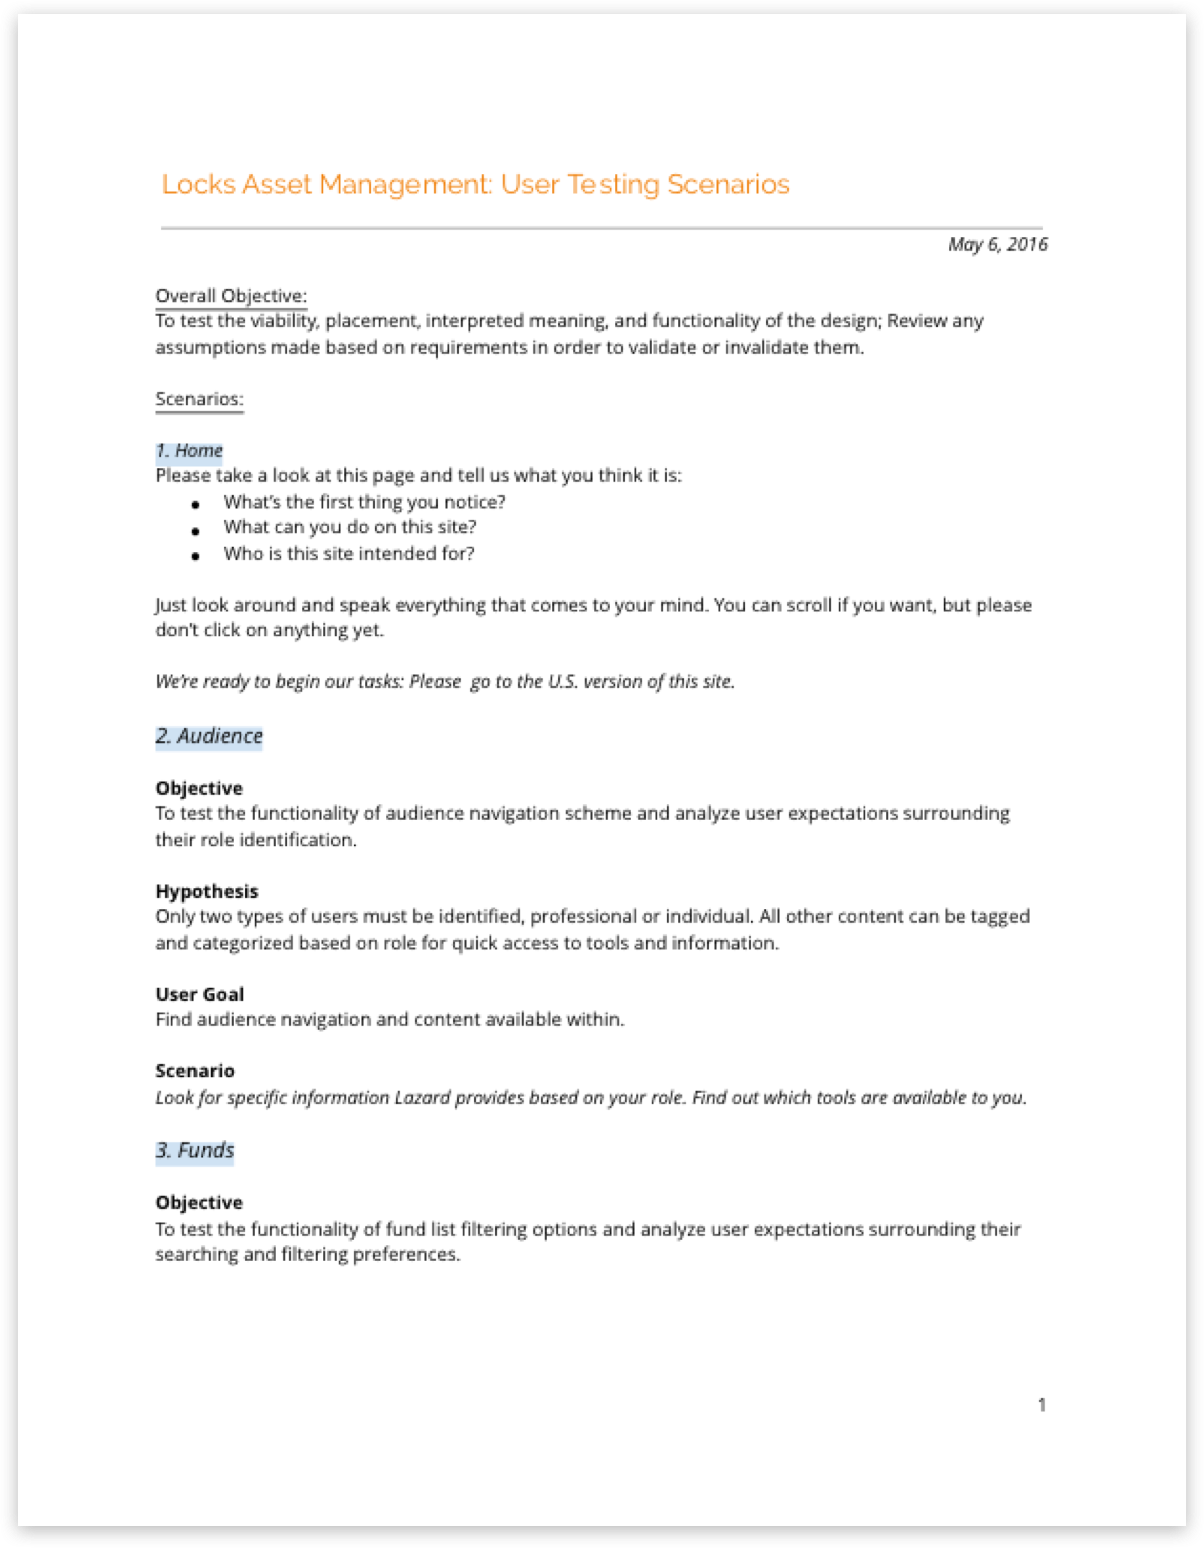 Locks Asset Management: User Testing Scenarios
May 6, 2016
Overall Objective:
To test the viability, placement, interpreted meaning, and functionality of the design; Review any
assumptions made based on requirements in order to validate or invalidate them.
Scenarios:
1. Home
Please take a look at this page and tell us what you think it is:
● What's the first thing you notice?
● What can you do on this site?
● Who is this site intended for?
Just look around and speak everything that comes to your mind. You can scroll if you want, but please
don't click on anything yet.
We're ready to begin our tasks: Please  go to the U.S. version of this site.
2. Audience
Objective
To test the functionality of audience navigation scheme and analyze user expectations surrounding
their role identification.
Hypothesis
Only two types of users must be identified, professional or individual. All other content can be tagged
and categorized based on role for quick access to tools and information.
User Goal
Find audience navigation and content available within.
Scenario
Look for specific information Lazard provides based on your role. Find out which tools are available to you.
3. Funds
Objective
To test the functionality of fund list filtering options and analyze user expectations surrounding their
searching and filtering preferences.
1